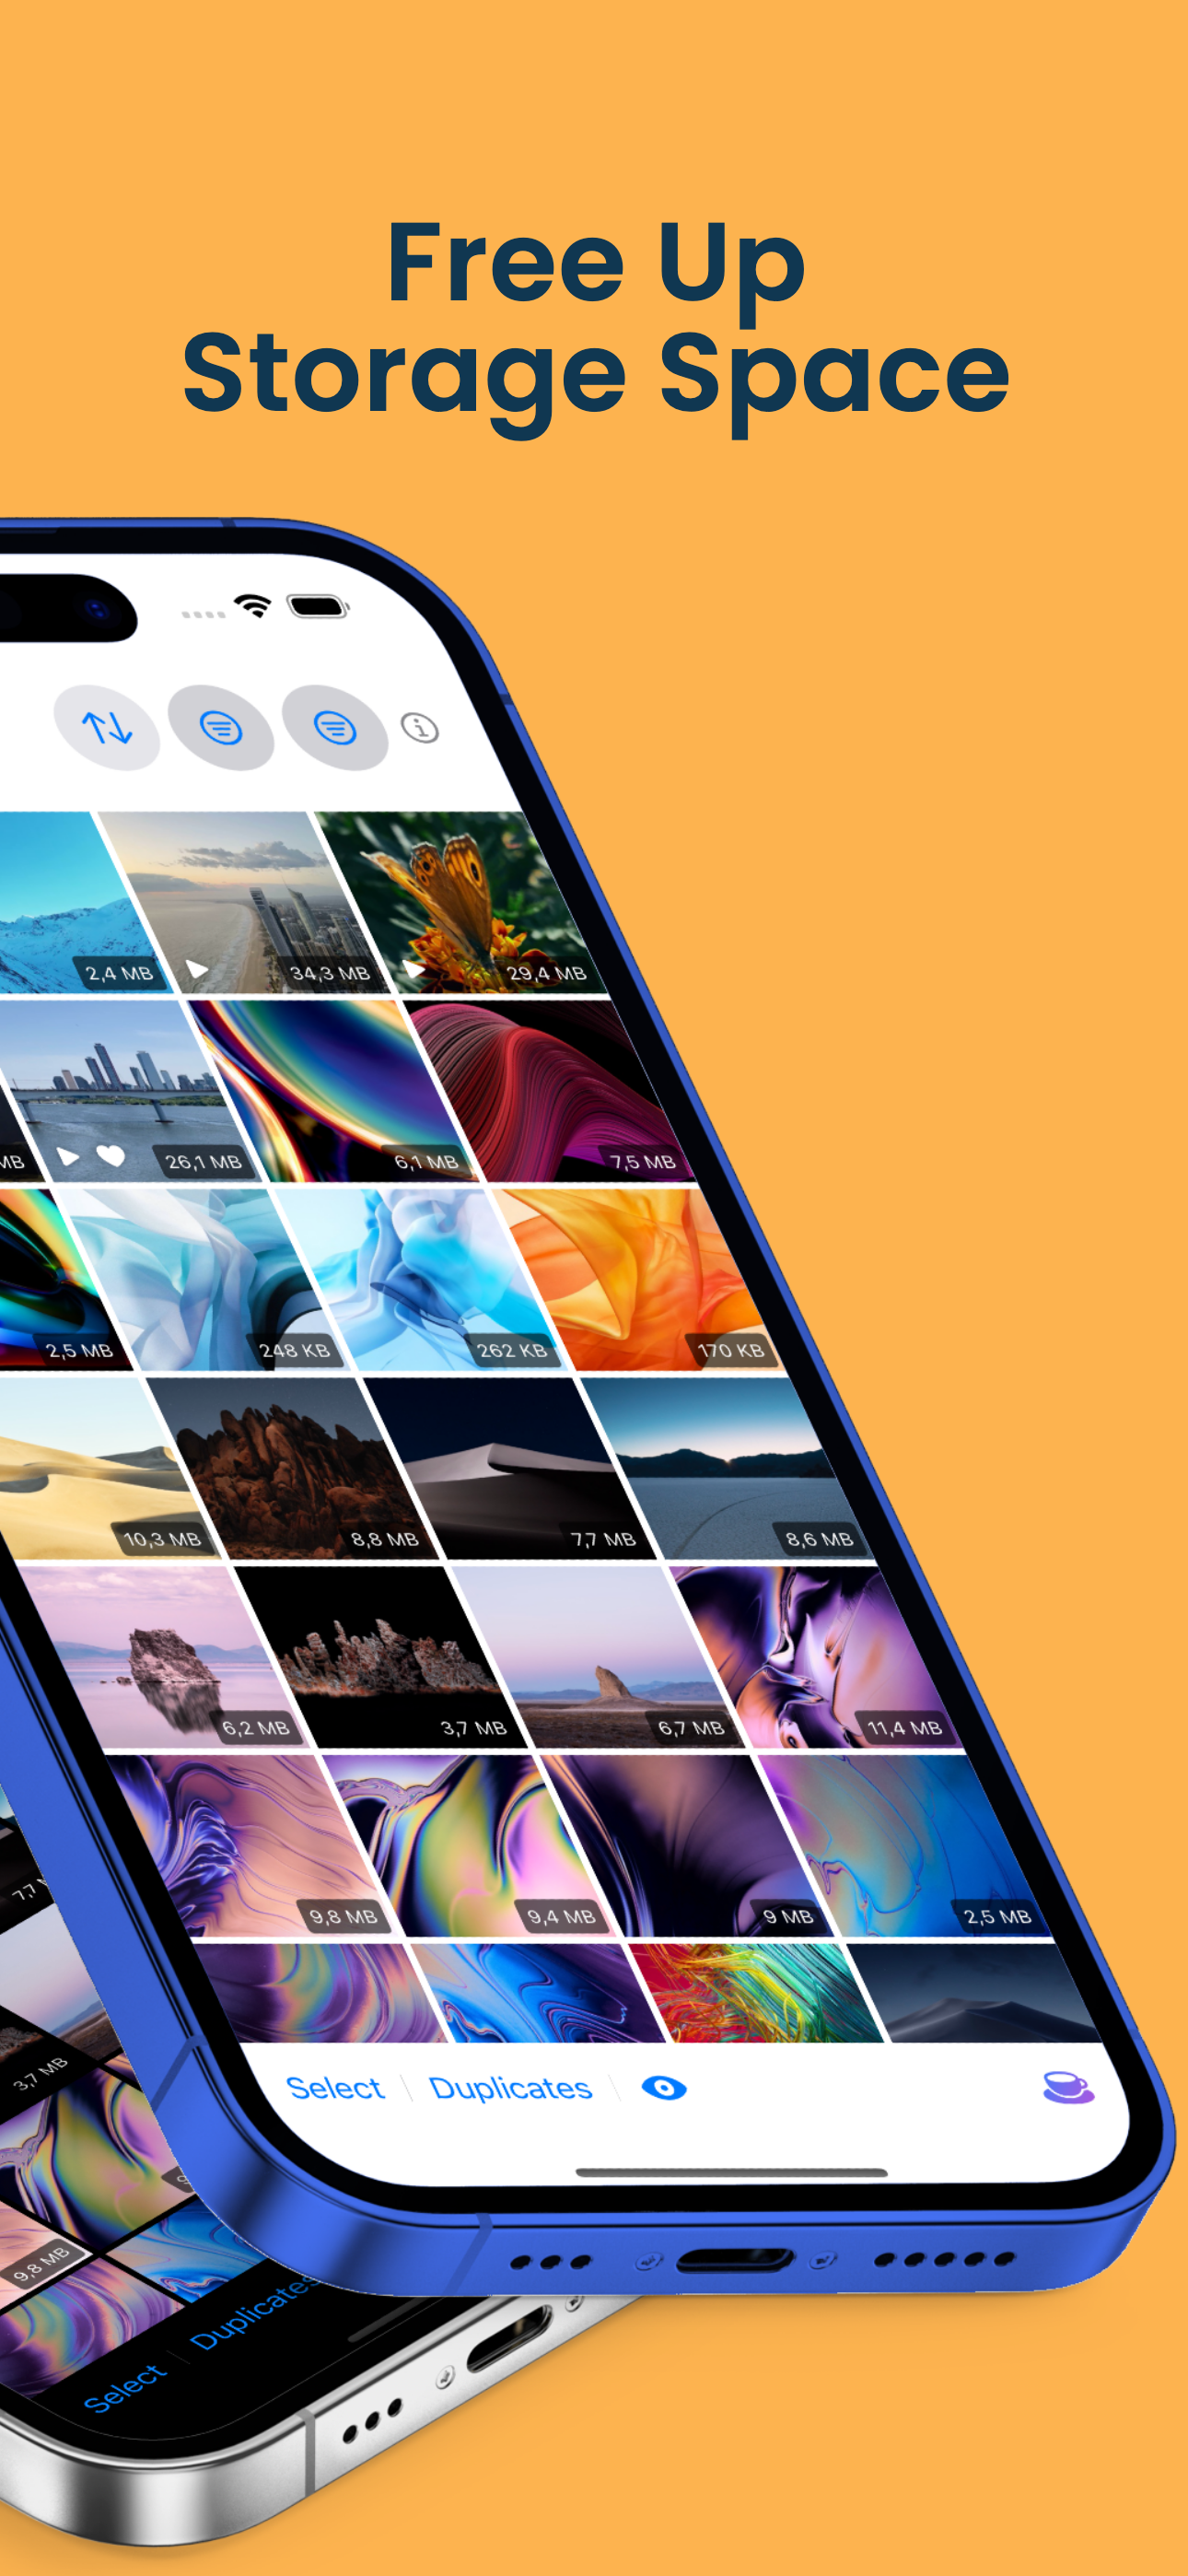 Free Up
Storage Space
2,4 MB
34,3 MB
29,4 MB
MB
26,1 MB
6,1 MB
7,5 MB
2,5 MB
248 KB
262 KB
170 KB
10,3 MB
8,8 MB
7,7 MB
8,6 MB
6,2 MB
3,7 MB
6,7 MB
11,4 MB
9,8 MB
9,4 MB
9 MB
2,5 MB
Select
Duplicates
7,7
3,7 MB
9,8 MB
Select
Duplicates